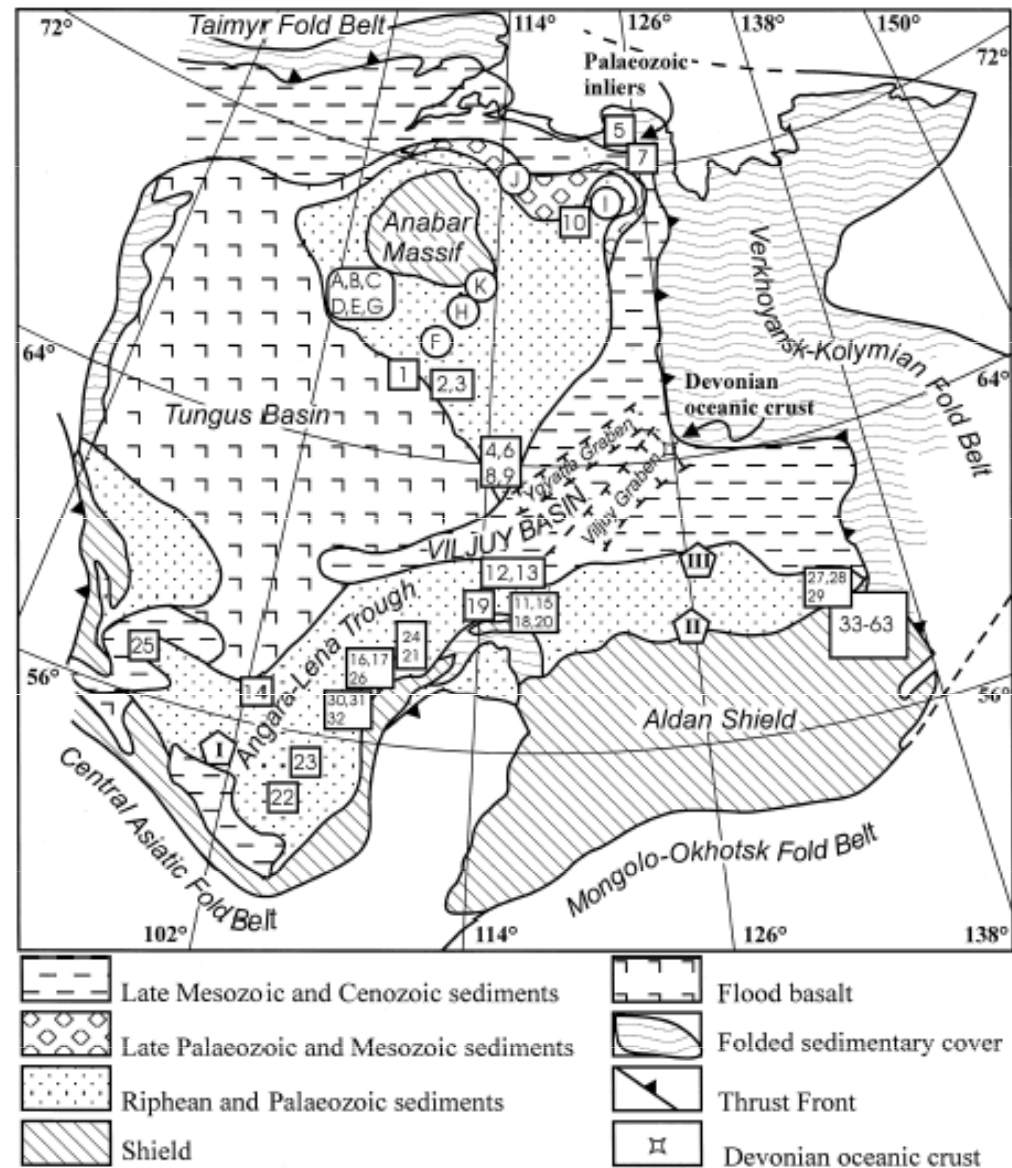 72°
Taimyr Fold Belt
114°
126°
138°
150°
72°
Palaeozoic
inliers
5
7
J
I
10
Anabar
Massif
A,B,C
D,E,G
K
H
F
Verkhoyansk-Kolymian Fold Belt
64°
1
2,3
Devonian
oceanic crust
64°
Tungus Basin
4,6
8,9
Ygyatta Graben
Viljuy Graben
VILJUY BASIN
12,13
III
27,28
29
19
11,15
18,20
II
33-63
25
24
21
16,17
26
56°
14
Angara-Lena Trough
30,31
32
56°
Aldan Shield
I
23
22
Central Asiatic Fold Belt
Mongolo-Okhotsk Fold Belt
102°
114°
126°
138°
Late Mesozoic and Cenozoic sediments
Flood basalt
Late Palaeozoic and Mesozoic sediments
Folded sedimentary cover
Riphean and Palaeozoic sediments
Thrust Front
Shield
Devonian oceanic crust